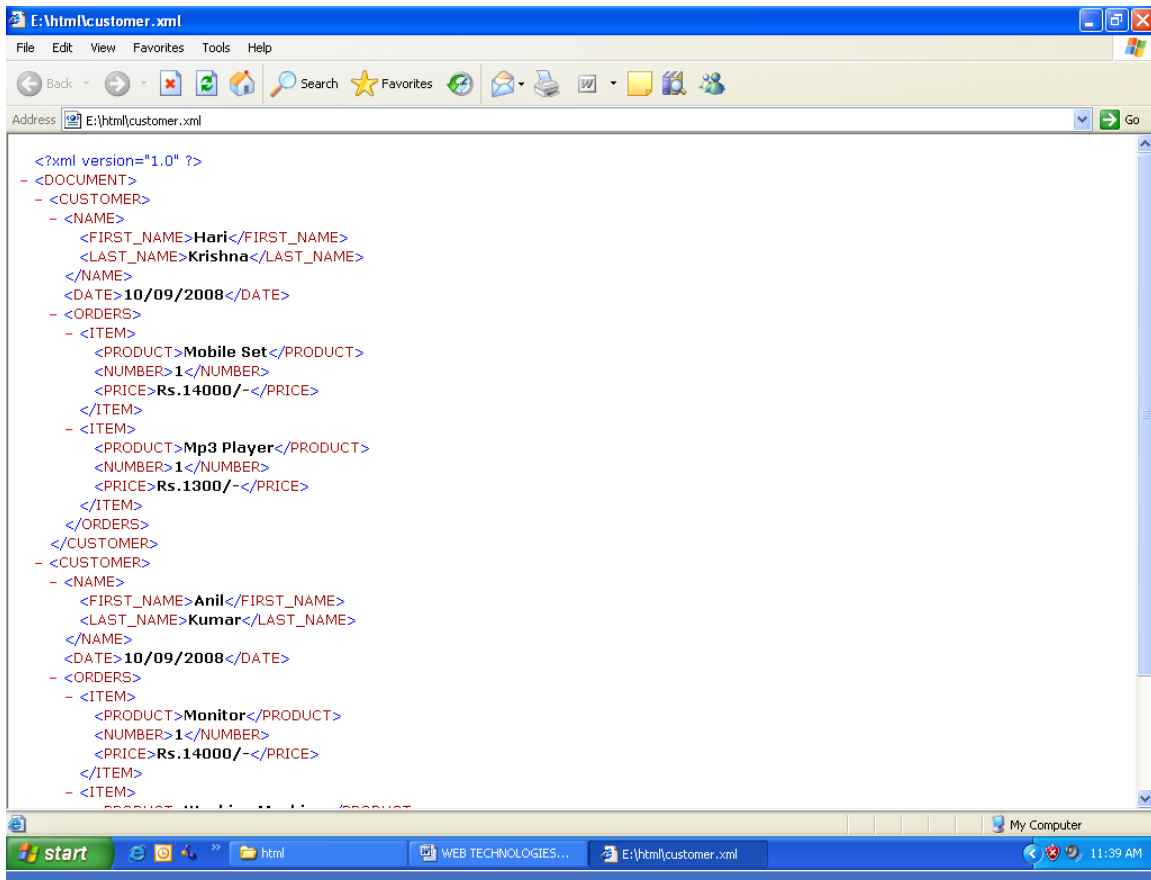 E:\html\customer.xml
File Edit View Favorites Tools Help
Back Search Favorites
Address E:\html\customer.xml Go
<?xml version="1.0" ?>
- <DOCUMENT>
- <CUSTOMER>
- <NAME>
<FIRST_NAME>Hari</FIRST_NAME>
<LAST_NAME>Krishna</LAST_NAME>
</NAME>
<DATE>10/09/2008</DATE>
- <ORDERS>
- <ITEM>
<PRODUCT>Mobile Set</PRODUCT>
<NUMBER>1</NUMBER>
<PRICE>Rs.14000/-</PRICE>
</ITEM>
- <ITEM>
<PRODUCT>Mp3 Player</PRODUCT>
<NUMBER>1</NUMBER>
<PRICE>Rs.1300/-</PRICE>
</ITEM>
</ORDERS>
</CUSTOMER>
- <CUSTOMER>
- <NAME>
<FIRST_NAME>Anil</FIRST_NAME>
<LAST_NAME>Kumar</LAST_NAME>
</NAME>
<DATE>10/09/2008</DATE>
- <ORDERS>
- <ITEM>
<PRODUCT>Monitor</PRODUCT>
<NUMBER>1</NUMBER>
<PRICE>Rs.14000/-</PRICE>
</ITEM>
- <ITEM>
My Computer
start html WEB TECHNOLOGIES... E:\html\customer.xml 11:39 AM